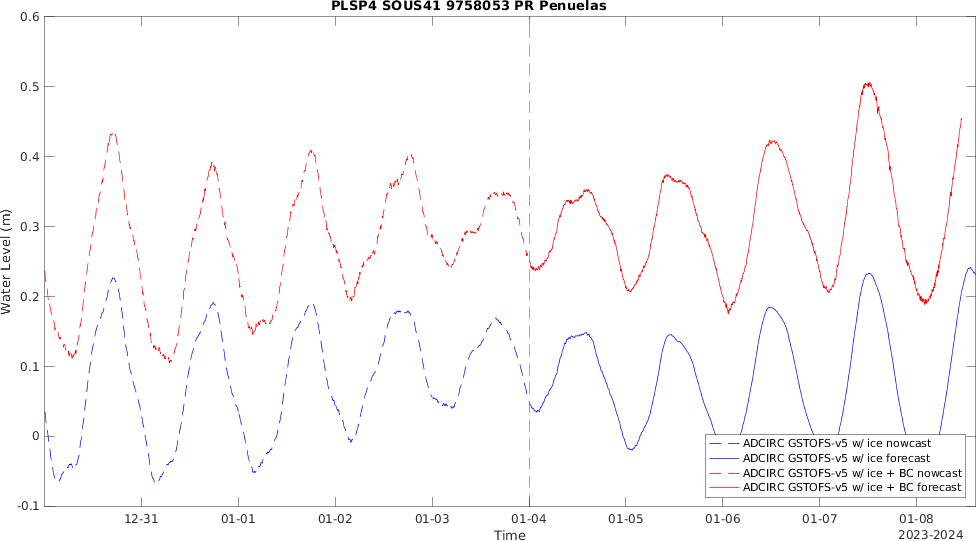 PLSP4 SOUS41 9758053 PR Penuelas
0.6
0.5
0.4
0.3
0.2
0.1
0
-0.1
Water Level (m)
12-31
01-01
01-02
01-03
01-04
01-05
01-06
01-07
01-08
Time
2023-2024
ADCIRC GSTOFS-v5 w/ ice nowcast
ADCIRC GSTOFS-v5 w/ ice forecast
ADCIRC GSTOFS-v5 w/ ice + BC nowcast
ADCIRC GSTOFS-v5 w/ ice + BC forecast